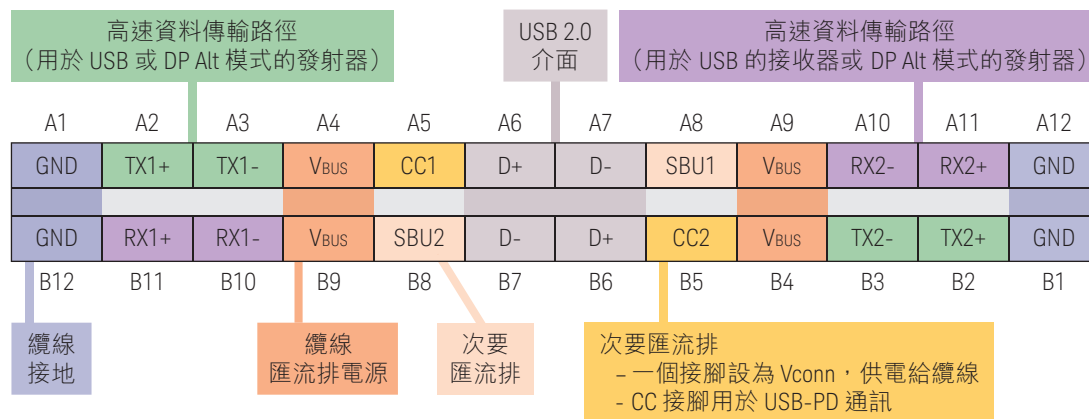 高速資料傳輸路徑
（用於 USB 或 DP Alt 模式的發射器）
USB 2.0
介面
高速資料傳輸路徑
（用於 USB 的接收器或 DP Alt 模式的發射器）
A1 A2 A3 A4 A5 A6 A7 A8 A9 A10 A11 A12
GND TX1+ TX1- VBUS CC1 D+ D- SBU1 VBUS RX2- RX2+ GND
GND RX1+ RX1- VBUS SBU2 D- D+ CC2 VBUS TX2- TX2+ GND
B12 B11 B10 B9 B8 B7 B6 B5 B4 B3 B2 B1
纜線
接地
纜線
匯流排電源
次要
匯流排
次要匯流排
– 一個接腳設為 Vconn，供電給纜線
- CC 接腳用於 USB-PD 通訊